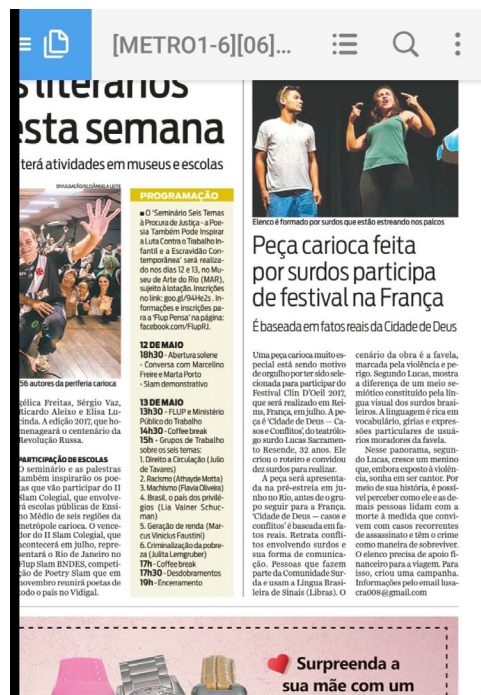 [METRO1-6][06]...
s literários
esta semana
terá atividades em museus e escolas
DIVULGAÇÃO/ELISÂNGELA LEITE
56 autores da periferia carioca
gélica Freitas, Sérgio Vaz,
Ricardo Aleixo e Elisa Lu-
cinda. A edição 2017, que ho-
menageará o centenário da
Revolução Russa.
PARTICIPAÇÃO DE ESCOLAS
O seminário e as palestras
também inspirarão os poe-
tas que vão participar do II
Slam Colegial, que envolve-
rá escolas públicas de Ensi-
no Médio de seis regiões da
metrópole carioca. O vence-
dor do II Slam Colegial, que
acontecerá em julho, repre-
sentará o Rio de Janeiro no
Flup Slam BNDES, competi-
ção de Poetry Slam que em
novembro reunirá poetas de
todo o país no Vidigal.
PROGRAMAÇÃO
■ O 'Seminário Seis Temas
à Procura de Justiça - a Poe-
sia Também Pode Inspirar
a Luta Contra o Trabalho In-
fantil e a Escravidão Con-
temporânea' será realiza-
do nos dias 12 e 13, no Mu-
seu de Arte do Rio (MAR),
sujeito à lotação. Inscrições
no link: goo.gl/94He2s . In-
formações e inscrições pa-
ra a 'Flup Pensa' na página:
facebook.com/FlupRJ.
12 DE MAIO
18h30 - Abertura solene
- Conversa com Marcelino
Freire e Marta Porto
- Slam demonstrativo
13 DE MAIO
13h30 - FLUP e Ministério
Público do Trabalho
14h30 - Coffee break
15h - Grupos de Trabalho
sobre os seis temas:
1. Direito a Circulação (Julio
de Tavares)
2. Racismo (Athayde Motta)
3. Machismo (Flavia Oliveira)
4. Brasil, o país dos privilé-
gios (Lia Vainer Schuc-
man)
5. Geração de renda (Mar-
cus Vinicius Faustini)
6. Criminalização da pobre-
za (Julita Lemgruber)
17h - Coffee break
17h30 - Desdobramentos
19h - Encerramento
Elenco é formado por surdos que estão estreando nos palcos
Peça carioca feita
por surdos participa
de festival na França
É baseada em fatos reais da Cidade de Deus
Uma peça carioca muito es-
pecial está sendo motivo
de orgulho por ter sido sele-
cionada para participar do
Festival Clin D'Oeil 2017,
que será realizado em Rei-
ms, França, em julho. A pe-
ça é 'Cidade de Deus — Ca-
sos e Conflitos', do teatrólo-
go surdo Lucas Sacramen-
to Resende, 32 anos. Ele
criou o roteiro e convidou
dez surdos para realizar.
A peça será apresenta-
da na pré-estreia em ju-
nho no Rio, antes de o gru-
po seguir para a França.
'Cidade de Deus — casos e
conflitos' é baseada em fa-
tos reais. Retrata confli-
tos envolvendo surdos e
sua forma de comunica-
ção. Pessoas que fazem
parte da Comunidade Sur-
da e usam a Língua Brasi-
leira de Sinais (Libras). O
cenário da obra é a favela,
marcada pela violência e pe-
rigo. Segundo Lucas, mostra
a diferença de um meio se-
miótico constituído pela lín-
gua visual dos surdos brasi-
leiros. A linguagem é rica em
vocabulário, gírias e expres-
sões particulares de usuá-
rios moradores da favela.
Nesse panorama, segun-
do Lucas, cresce um menino
que, embora exposto à violên-
cia, sonha em ser cantor. Por
meio de sua história, é possí-
vel perceber como ele e as de-
mais pessoas lidam com a
morte à medida que convi-
vem com casos recorrentes
de assassinato e têm o crime
como maneira de sobreviver.
O elenco precisa de apoio fi-
nanceiro para a viagem. Para
isso, criou uma campanha.
Informações pelo email lusa-
cra008@gmail.com
Surpreenda a
sua mãe com um